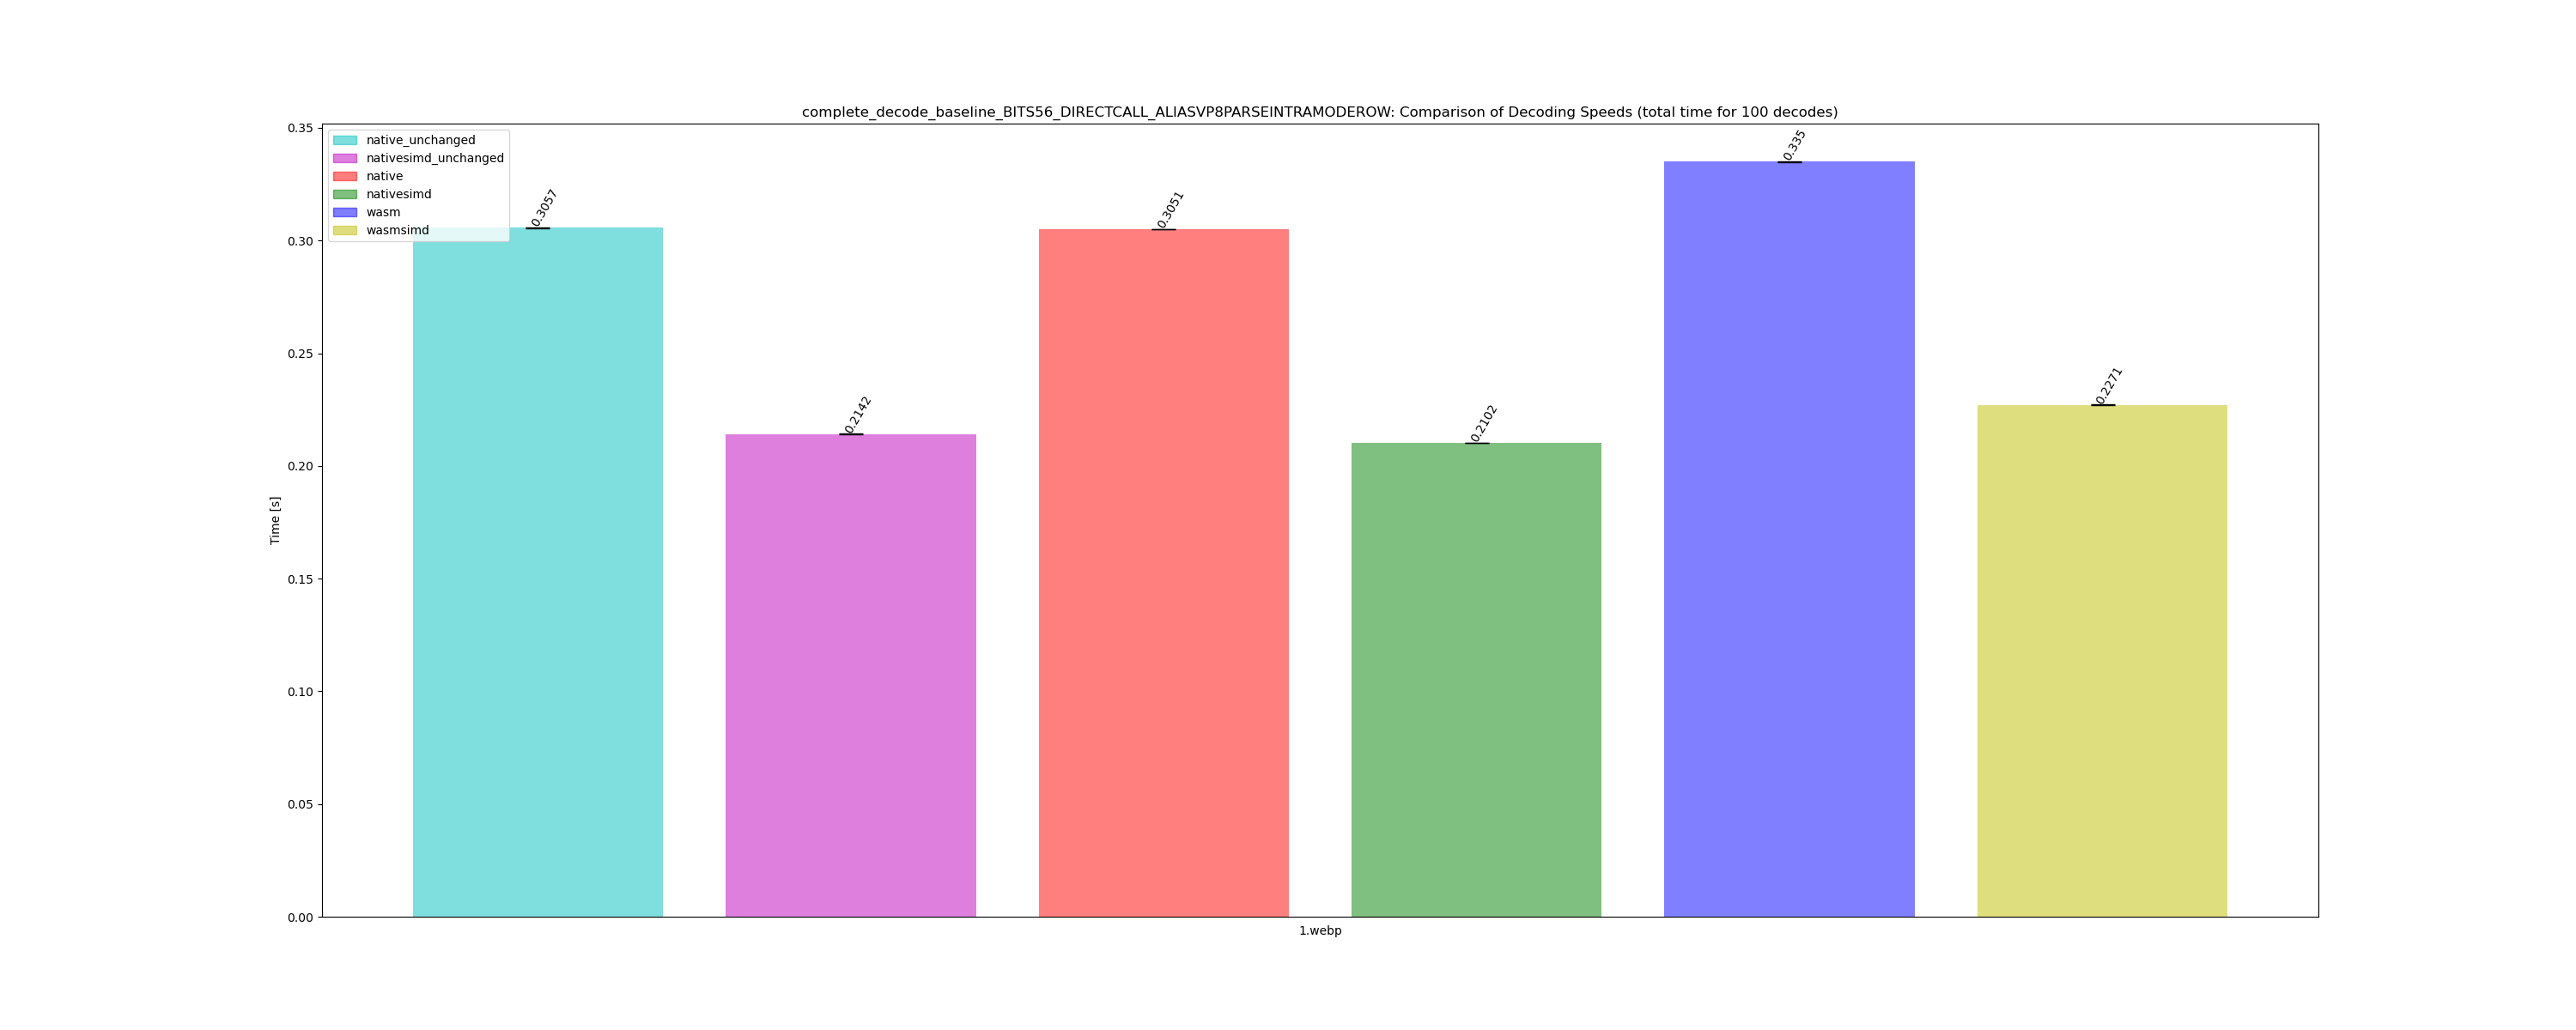 complete_decode_baseline_BITS56_DIRECTCALL_ALIASVP8PARSEINTRAMODEROW: Comparison of Decoding Speeds (total time for 100 decodes)
native_unchanged
nativesimd_unchanged
native
nativesimd
wasm
wasmsimd
0.35
0.30
0.25
0.20
0.15
0.10
0.05
0.00
Time [s]
0.3057
0.2142
0.3051
0.2102
0.335
0.2271
1.webp